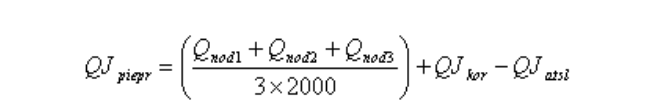 QJ_piepr = ( (Q_nod1 + Q_nod2 + Q_nod3) / (3×2000) ) + QJ_kor − QJ_atsl